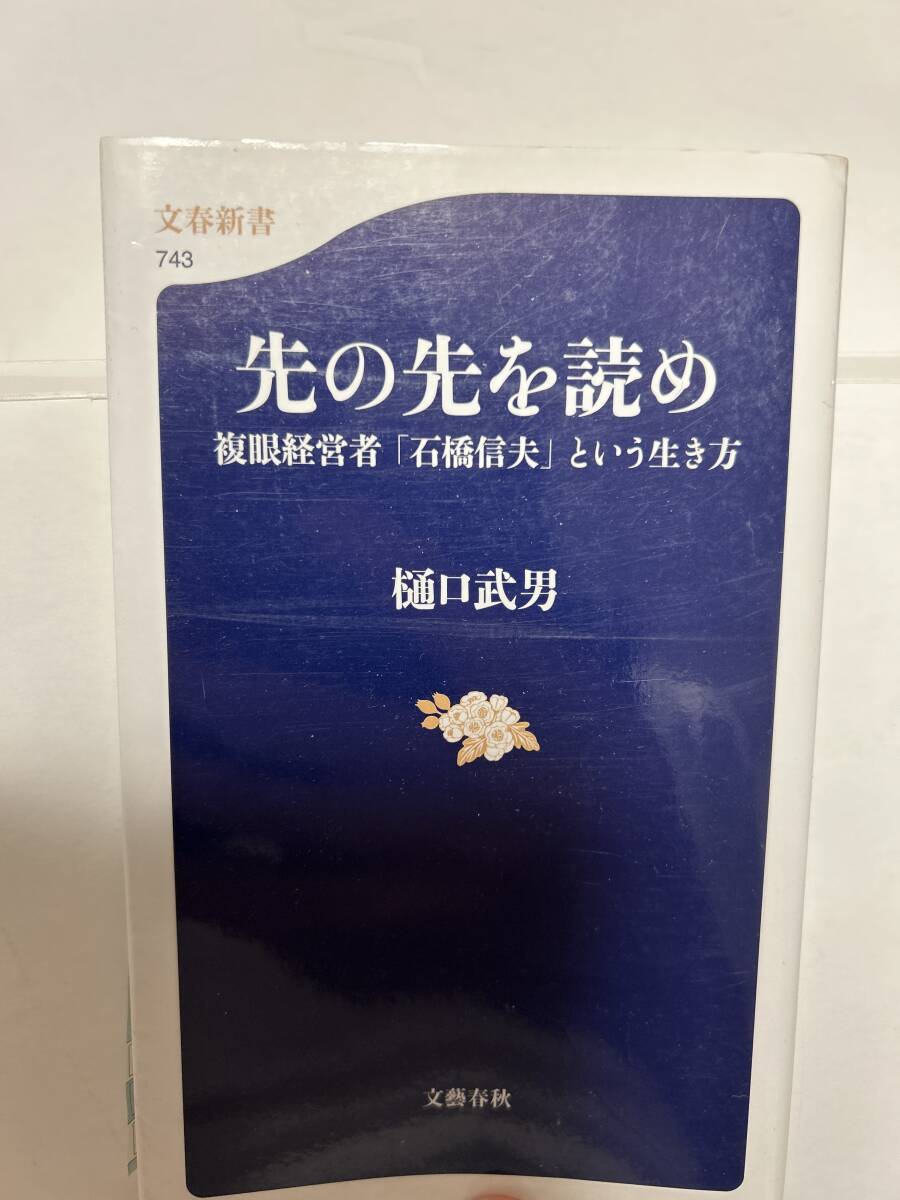 文春新書
743
先の先を読め
複眼経営者「石橋信夫」という生き方
樋口武男
文藝春秋